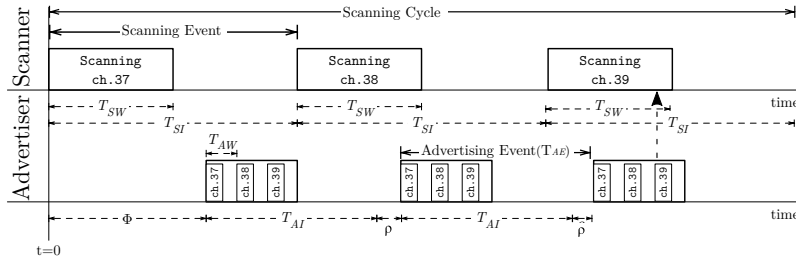 Scanning Cycle
Scanning Event
Scanner
Scanning
ch.37
Scanning
ch.38
Scanning
ch.39
time
T_SW
T_SW
T_SW
T_SI
T_SI
T_SI
Advertiser
T_AW
Advertising Event(T_AE)
ch.37
ch.38
ch.39
ch.37
ch.38
ch.39
ch.37
ch.38
ch.39
time
Φ
T_AI
ρ
T_AI
ρ
t=0